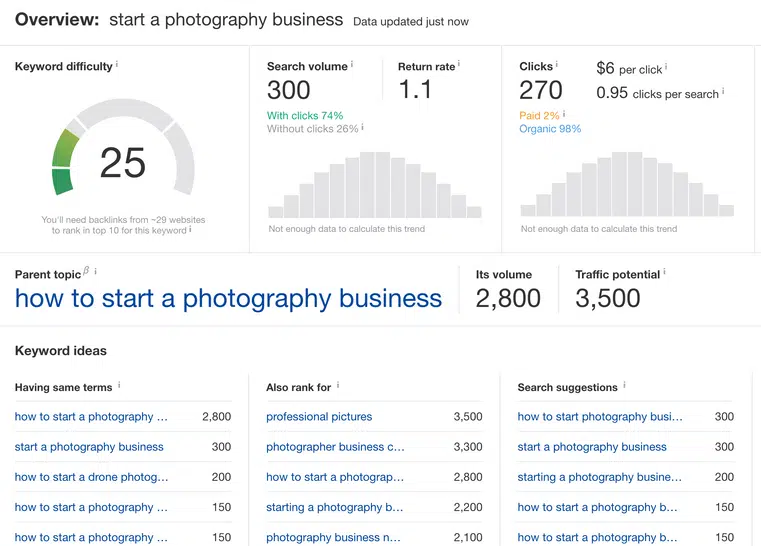 Overview: start a photography business Data updated just now
Keyword difficulty i
25
You'll need backlinks from ~29 websites
to rank in top 10 for this keyword i
Search volume i
300
With clicks 74%
Without clicks 26% i
Not enough data to calculate this trend
Return rate i
1.1
Clicks i
270
Paid 2% i
Organic 98%
$6 per click i
0.95 clicks per search i
Not enough data to calculate this trend
Parent topic β i
how to start a photography business
Its volume
2,800
Traffic potential i
3,500
Keyword ideas
Having same terms i
how to start a photography ... 2,800
start a photography business 300
how to start a drone photog... 200
how to start a photography ... 150
how to start a photography ... 150
Also rank for i
professional pictures 3,500
photographer business c... 3,300
how to start a photograp... 2,800
starting a photography b... 2,200
photography business n... 2,100
Search suggestions i
how to start photography busi... 300
start a photography business 300
starting a photography busine... 200
how to start a photography b... 150
how to start a photography b... 150